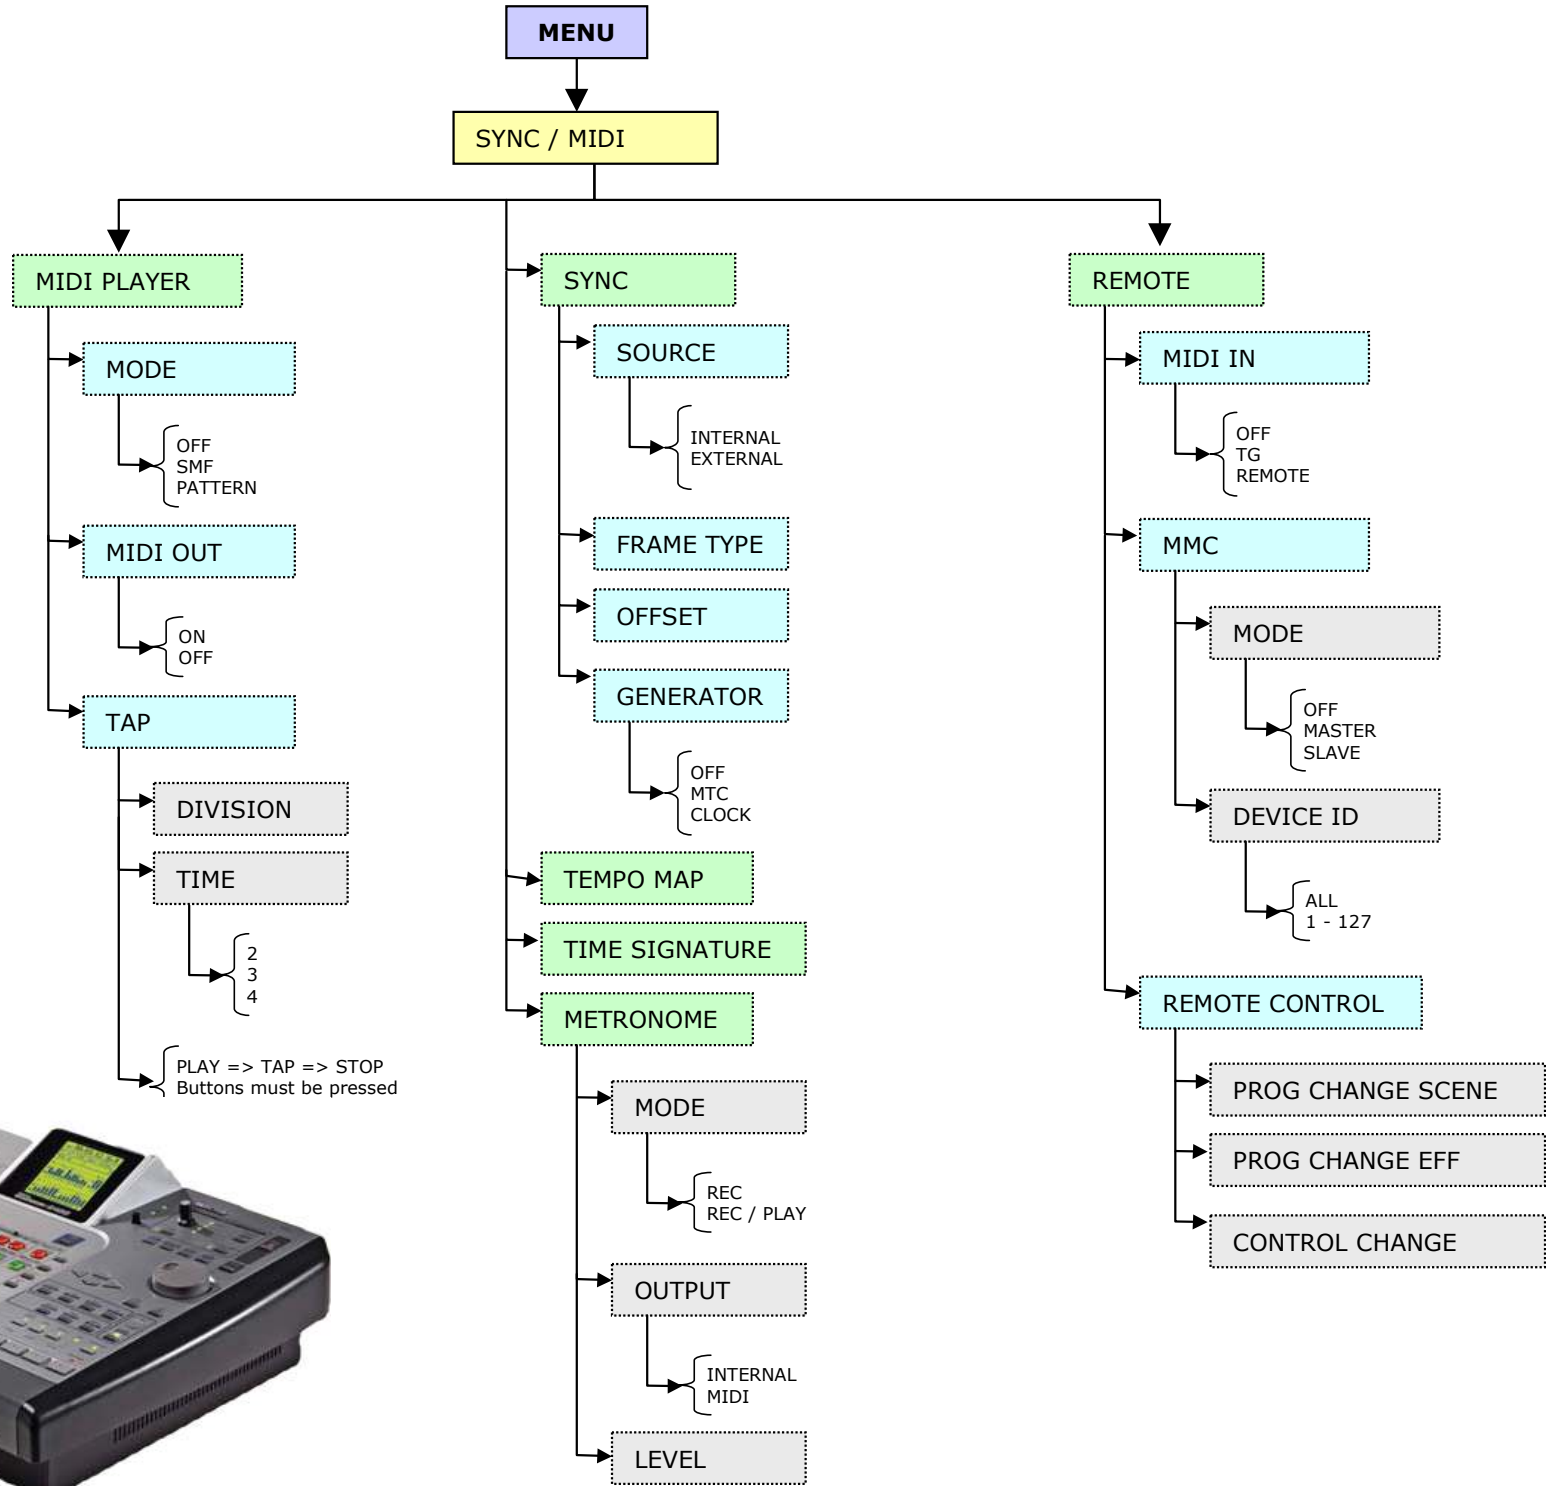 MENU
SYNC / MIDI
MIDI PLAYER
MODE
OFF
SMF
PATTERN
MIDI OUT
ON
OFF
TAP
DIVISION
TIME
2
3
4
PLAY => TAP => STOP
Buttons must be pressed
SYNC
SOURCE
INTERNAL
EXTERNAL
FRAME TYPE
OFFSET
GENERATOR
OFF
MTC
CLOCK
TEMPO MAP
TIME SIGNATURE
METRONOME
MODE
REC
REC / PLAY
OUTPUT
INTERNAL
MIDI
LEVEL
REMOTE
MIDI IN
OFF
TG
REMOTE
MMC
MODE
OFF
MASTER
SLAVE
DEVICE ID
ALL
1 - 127
REMOTE CONTROL
PROG CHANGE SCENE
PROG CHANGE EFF
CONTROL CHANGE